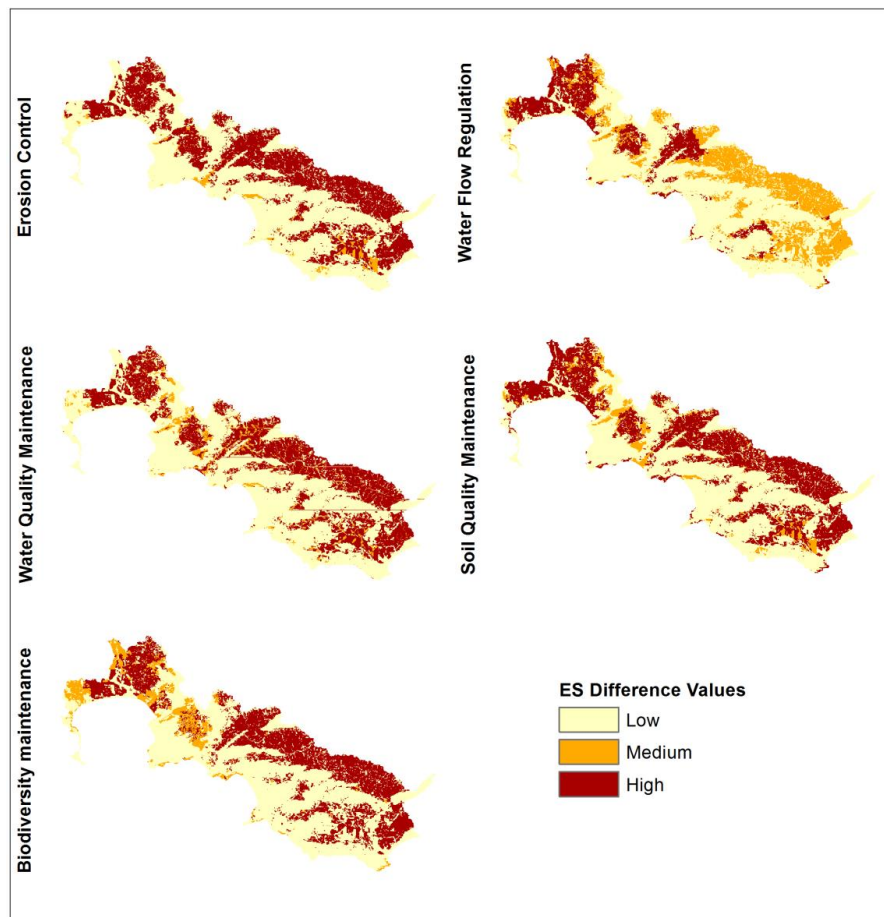 Erosion Control
Water Flow Regulation
Water Quality Maintenance
Soil Quality Maintenance
Biodiversity maintenance
ES Difference Values
Low
Medium
High